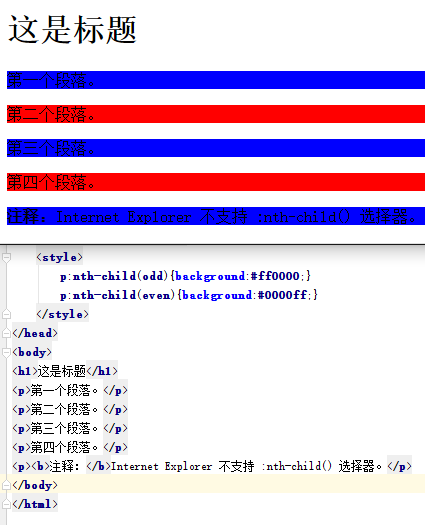 这是标题
第一个段落。
第二个段落。
第三个段落。
第四个段落。
注释：Internet Explorer 不支持 :nth-child() 选择器。
<style>
p:nth-child(odd){background:#ff0000;}
p:nth-child(even){background:#0000ff;}
</style>
</head>
<body>
<h1>这是标题</h1>
<p>第一个段落。</p>
<p>第二个段落。</p>
<p>第三个段落。</p>
<p>第四个段落。</p>
<p><b>注释：</b>Internet Explorer 不支持 :nth-child() 选择器。</p>
</body>
</html>